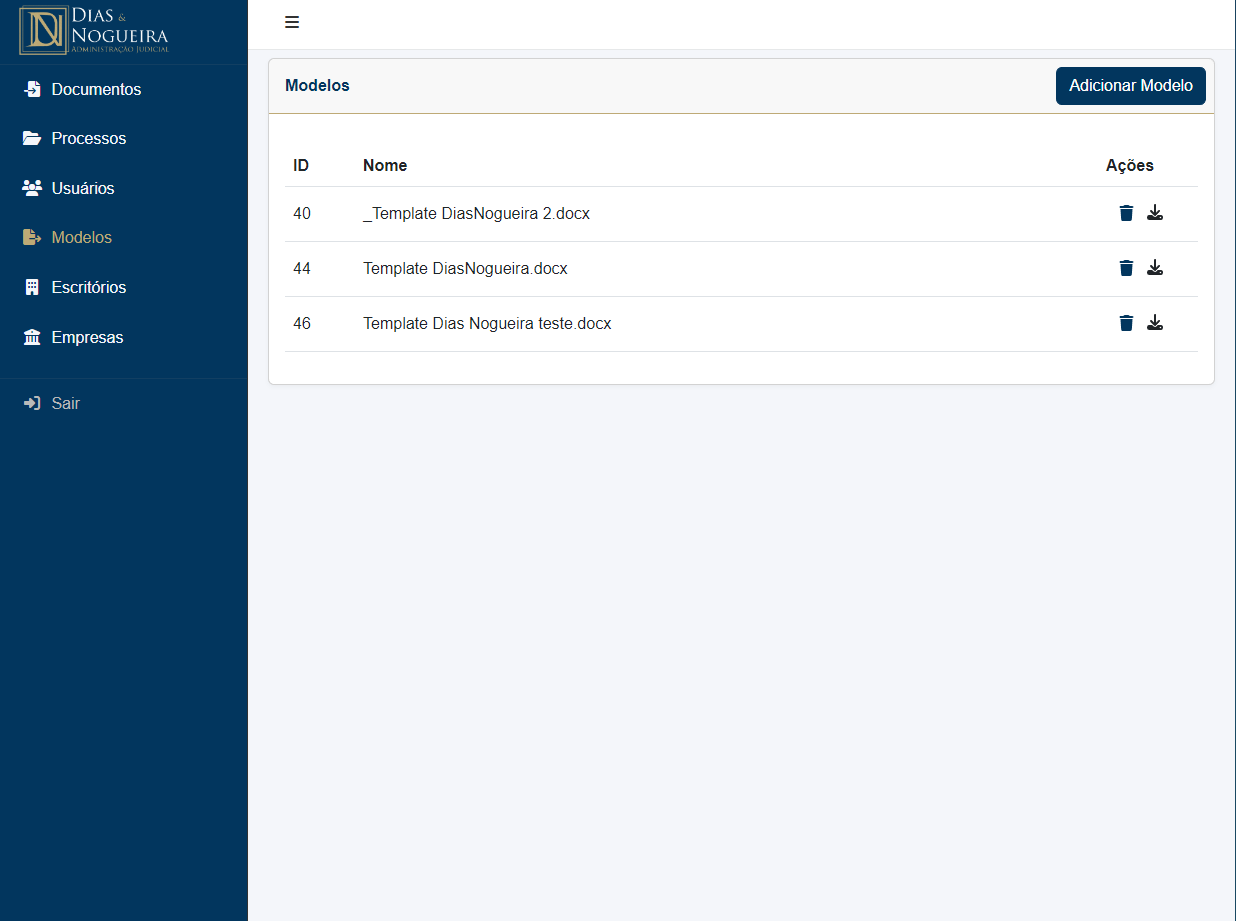 DIAS &
NOGUEIRA
ADMINISTRAÇÃO JUDICIAL
Documentos
Processos
Usuários
Modelos
Escritórios
Empresas
Sair
Modelos
Adicionar Modelo
ID Nome Ações
40 _Template DiasNogueira 2.docx
44 Template DiasNogueira.docx
46 Template Dias Nogueira teste.docx